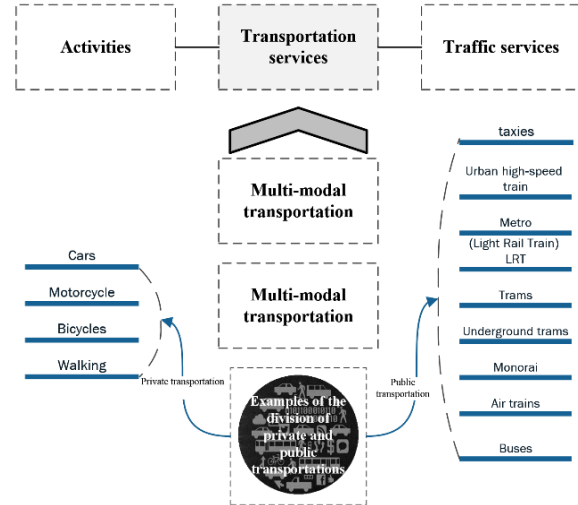 Activities
Transportation
services
Traffic services
Multi-modal
transportation
Multi-modal
transportation
Cars
Motorcycle
Bicycles
Walking
Private transportation
Examples of the
division of
private and
public
transportations
Public
transportation
taxies
Urban high-speed
train
Metro
(Light Rail Train)
LRT
Trams
Underground trams
Monorai
Air trains
Buses